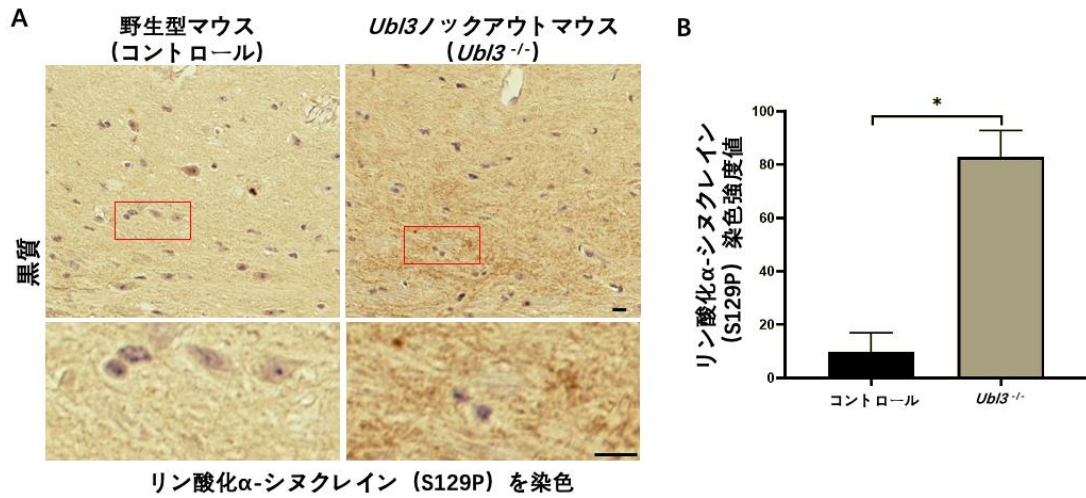 A
野生型マウス
(コントロール)
Ubl3ノックアウトマウス
(Ubl3 -/-)
黒質
リン酸化α-シヌクレイン（S129P）を染色
B
リン酸化α-シヌクレイン
(S129P) 染色強度値
100
80
60
40
20
0
*
コントロール
Ubl3 -/-